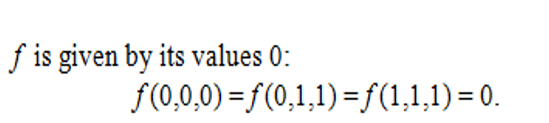 f is given by its values 0:
f(0,0,0) = f(0,1,1) = f(1,1,1) = 0.